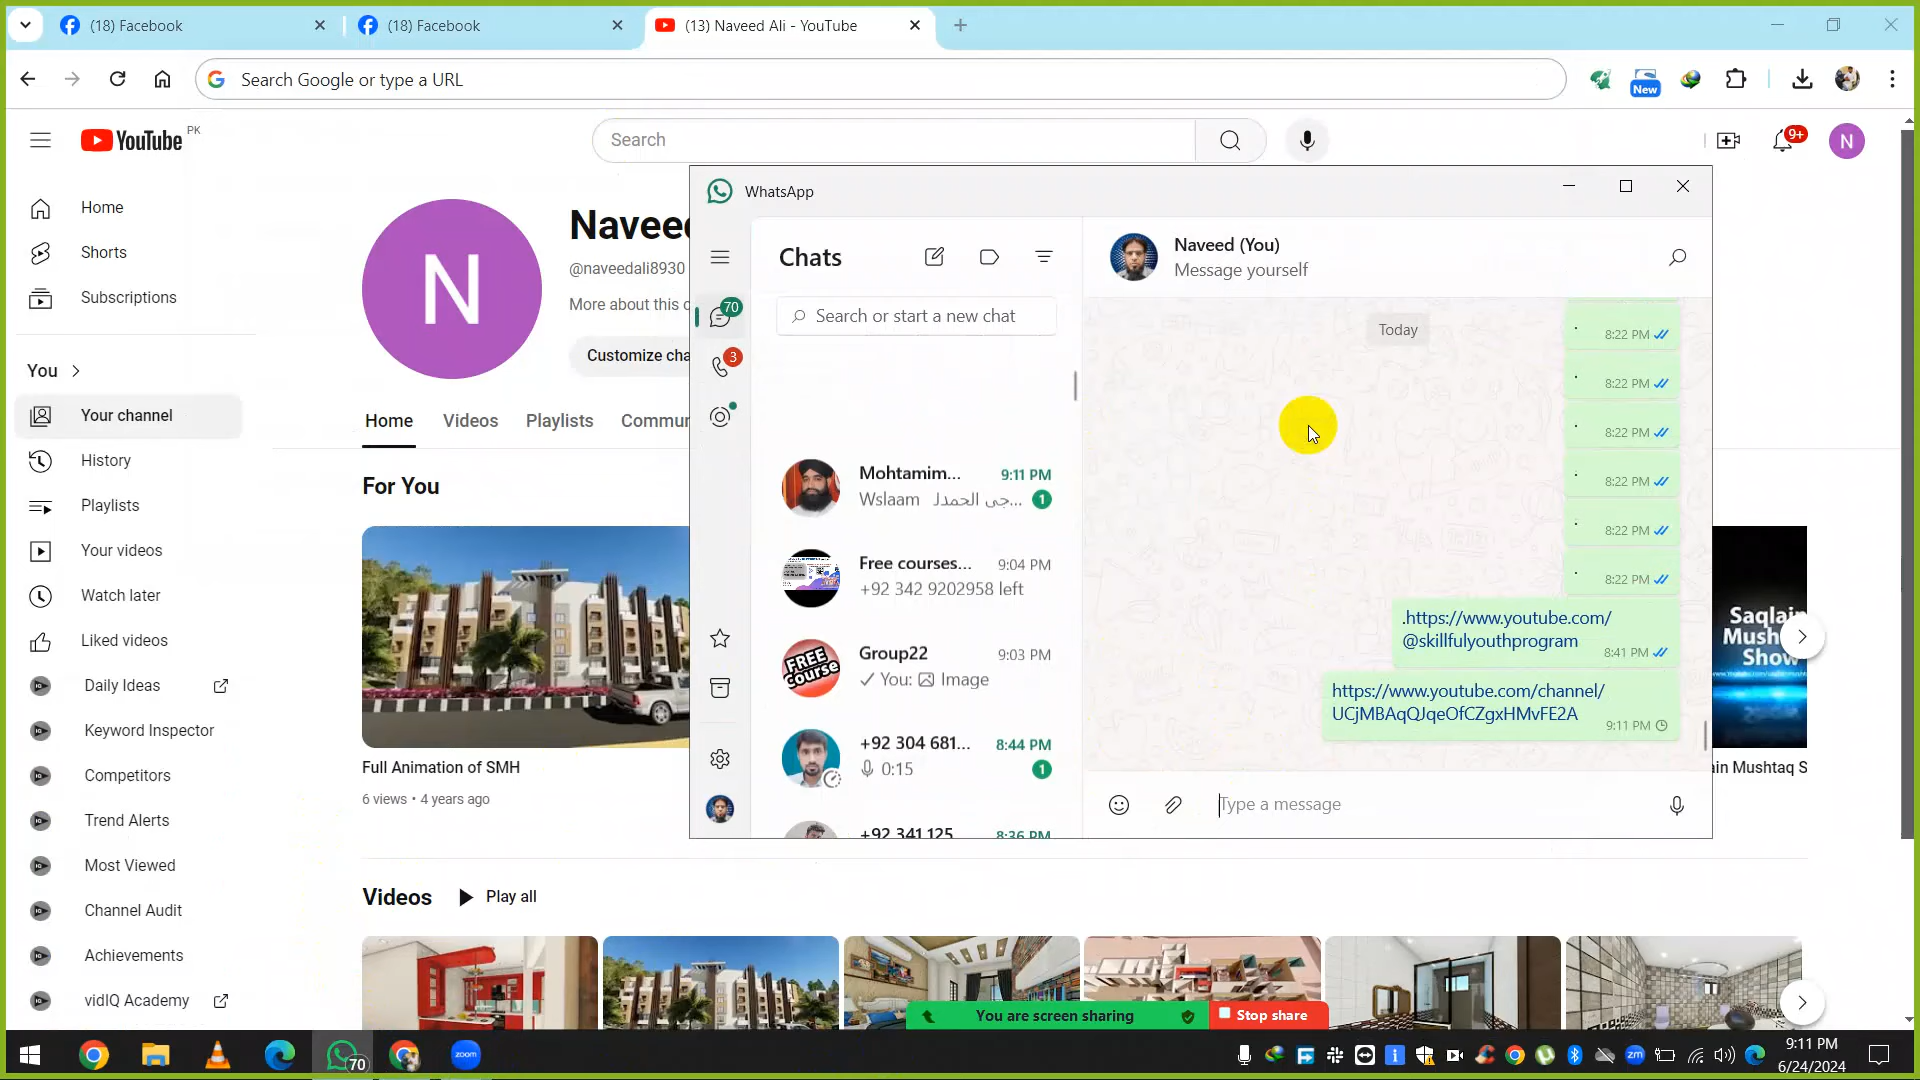 (18) Facebook
(18) Facebook
(13) Naveed Ali - YouTube
Search Google or type a URL
New
YouTube PK
Search
9+
N
Home
Shorts
Subscriptions
You
Your channel
History
Playlists
Your videos
Watch later
Liked videos
Daily Ideas
Keyword Inspector
Competitors
Trend Alerts
Most Viewed
Channel Audit
Achievements
vidIQ Academy
N
@naveedali8930
More about this c
Customize cha
Home
Videos
Playlists
Commun
For You
Full Animation of SMH
6 views • 4 years ago
Saqlain
Show
ain Mushtaq S
Videos
Play all
WhatsApp
70
3
Chats
Search or start a new chat
Mohtamim...
9:11 PM
Wslaam جی الحمدلـ...
1
Free courses...
9:04 PM
+92 342 9202958 left
FREE
Course
Group22
9:03 PM
You: Image
+92 304 681...
8:44 PM
0:15
1
+92 341 125
8:36 PM
Naveed (You)
Message yourself
Today
. 8:22 PM
. 8:22 PM
. 8:22 PM
. 8:22 PM
. 8:22 PM
. 8:22 PM
.https://www.youtube.com/
@skillfulyouthprogram
8:41 PM
https://www.youtube.com/channel/
UCjMBAqQJqeOfCZgxHMvFE2A
9:11 PM
Type a message
You are screen sharing
Stop share
70
zoom
zm
9:11 PM
6/24/2024